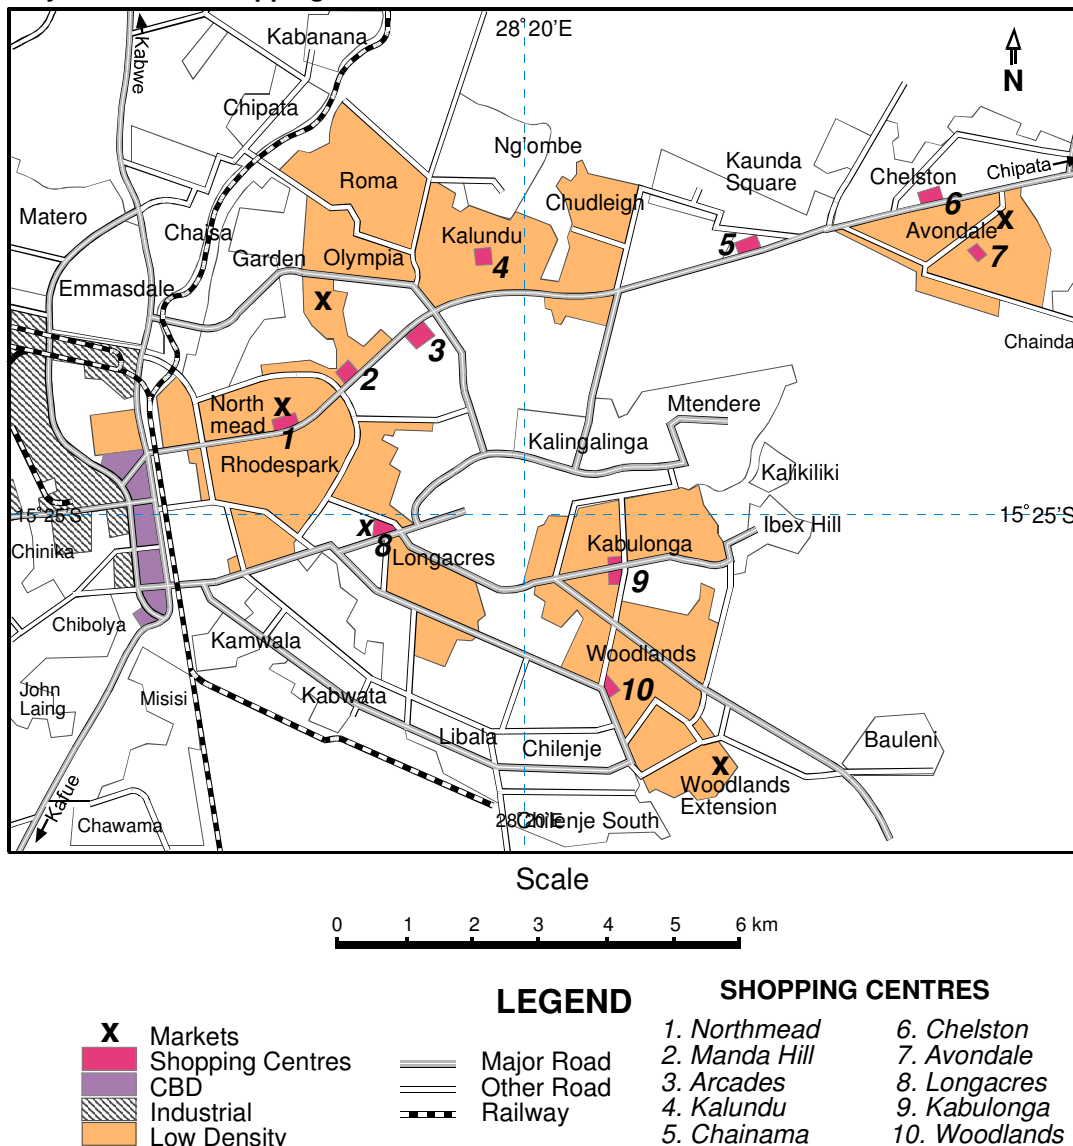 28°20'E
Kabanana
Kabwe
N
Chipata
Ng'ombe
Kaunda
Square
Chelston
Chipata
Roma
Chudleigh
6
Matero
Chaisa
Kalundu
5
Avondale
X
Garden
Olympia
4
7
Emmasdale
X
3
Chainda
2
X
North
mead
Mtendere
1
Kalingalinga
Rhodespark
Kalikiliki
15°25'S
X
15°25'S
Ibex Hill
8
Kabulonga
Chinika
Longacres
9
Chibolya
Kamwala
Woodlands
John
Laing
Misisi
Kabwata
10
Libala
Chilenje
Bauleni
X
Woodlands
Extension
Kafue
Chawama
28°20'E
Chilenje South
Scale
0 1 2 3 4 5 6 km
LEGEND
X Markets
Shopping Centres
CBD
Industrial
Low Density
Major Road
Other Road
Railway
SHOPPING CENTRES
1. Northmead
2. Manda Hill
3. Arcades
4. Kalundu
5. Chainama
6. Chelston
7. Avondale
8. Longacres
9. Kabulonga
10. Woodlands